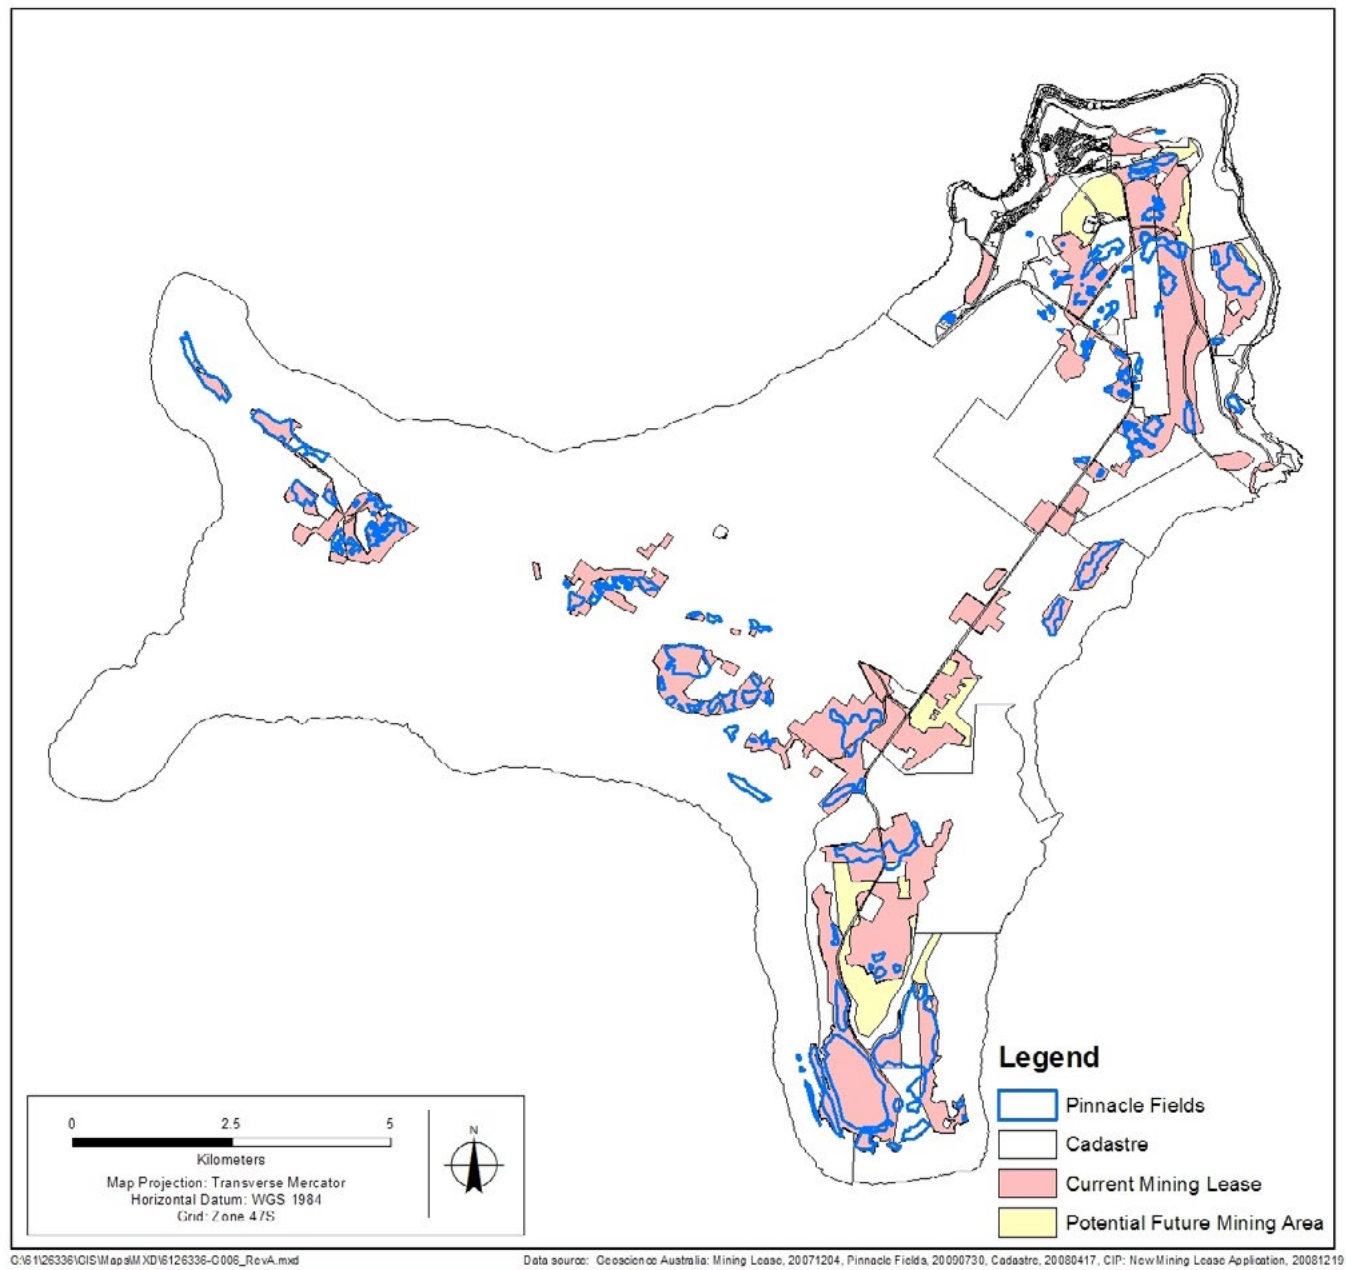 Legend
Pinnacle Fields
Cadastre
Current Mining Lease
Potential Future Mining Area
0 2.5 5
Kilometers
Map Projection: Transverse Mercator
Horizontal Datum: WGS 1984
Grid: Zone 47S
N
G:\61\26336\GIS\Maps\MXD\6126336-G006_RevA.mxd
Data source: Geoscience Australia: Mining Lease, 20071204, Pinnacle Fields, 20090730, Cadastre, 20080417, CIP: New Mining Lease Application, 20081219